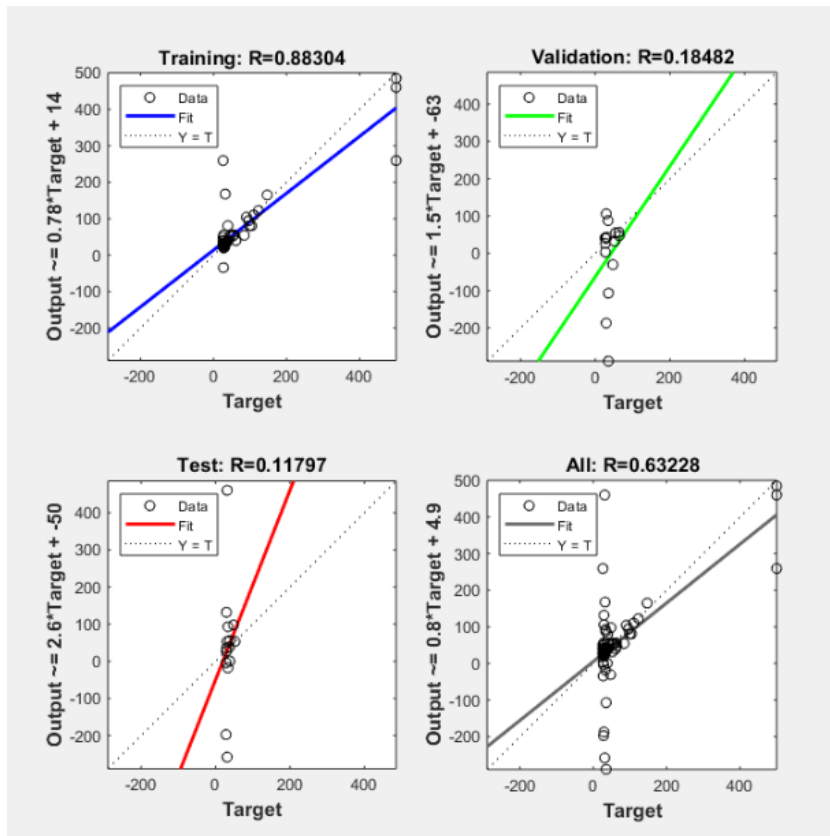 Training: R=0.88304
Output ~= 0.78*Target + 14
500
400
300
200
100
0
-100
-200
Data
Fit
Y = T
-200 0 200 400
Target
Validation: R=0.18482
Output ~= 1.5*Target + -63
400
300
200
100
0
-100
-200
Data
Fit
Y = T
-200 0 200 400
Target
Test: R=0.11797
Output ~= 2.6*Target + -50
400
300
200
100
0
-100
-200
Data
Fit
Y = T
-200 0 200 400
Target
All: R=0.63228
Output ~= 0.8*Target + 4.9
500
400
300
200
100
0
-100
-200
Data
Fit
Y = T
-200 0 200 400
Target